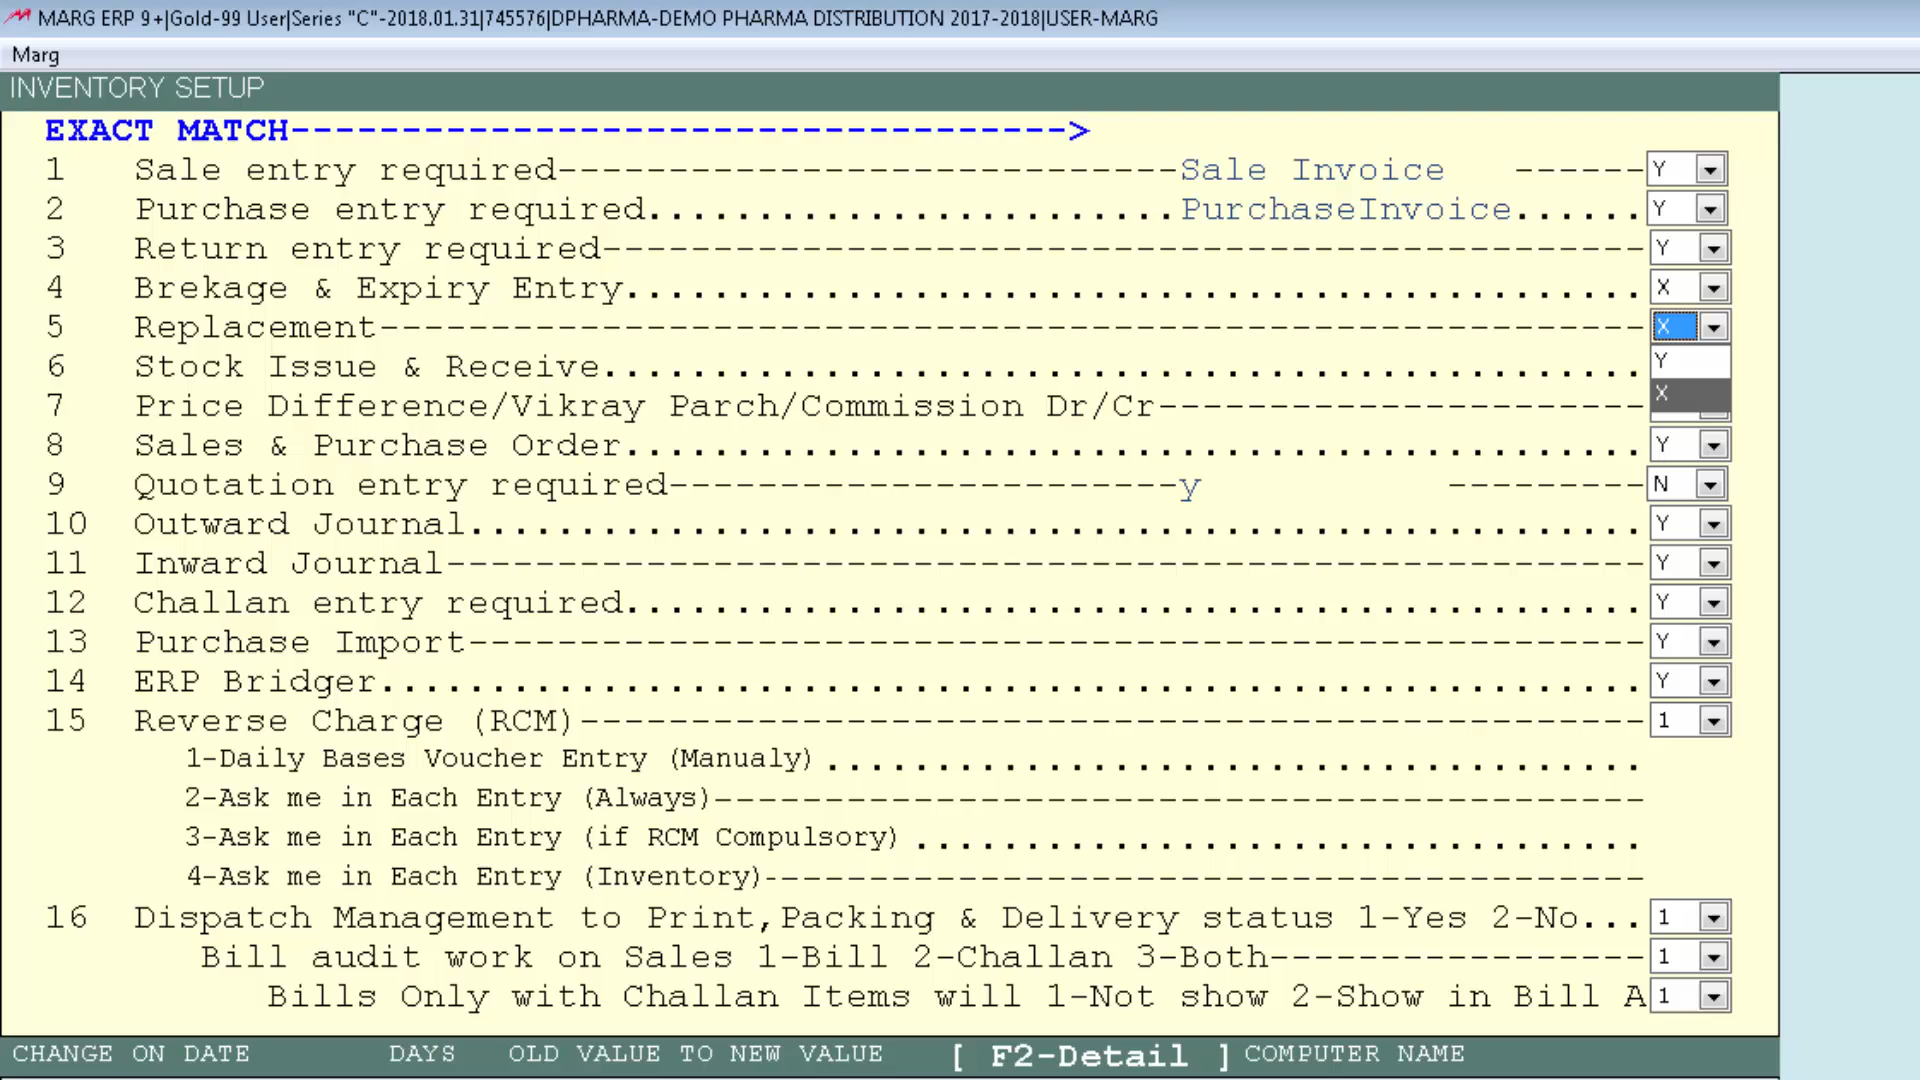 MARG ERP 9+|Gold-99 User|Series "C"-2018.01.31|745576|DPHARMA-DEMO PHARMA DISTRIBUTION 2017-2018|USER-MARG
Marg
INVENTORY SETUP
EXACT MATCH----------------------------------->
1 Sale entry required----------------------------Sale Invoice ------ Y
2 Purchase entry required........................PurchaseInvoice...... Y
3 Return entry required----------------------------------------------- Y
4 Brekage & Expiry Entry.............................................. X
5 Replacement--------------------------------------------------------- X
Y
6 Stock Issue & Receive...............................................
X
7 Price Difference/Vikray Parch/Commission Dr/Cr----------------------
8 Sales & Purchase Order.............................................. Y
9 Quotation entry required-----------------------y --------- N
10 Outward Journal..................................................... Y
11 Inward Journal------------------------------------------------------ Y
12 Challan entry required.............................................. Y
13 Purchase Import----------------------------------------------------- Y
14 ERP Bridger......................................................... Y
15 Reverse Charge (RCM)------------------------------------------------ 1
1-Daily Bases Voucher Entry (Manualy) .....................................
2-Ask me in Each Entry (Always)------------------------------------------
3-Ask me in Each Entry (if RCM Compulsory) .................................
4-Ask me in Each Entry (Inventory)----------------------------------------
16 Dispatch Management to Print,Packing & Delivery status 1-Yes 2-No... 1
Bill audit work on Sales 1-Bill 2-Challan 3-Both----------------- 1
Bills Only with Challan Items will 1-Not show 2-Show in Bill A 1
CHANGE ON DATE DAYS OLD VALUE TO NEW VALUE [ F2-Detail ] COMPUTER NAME